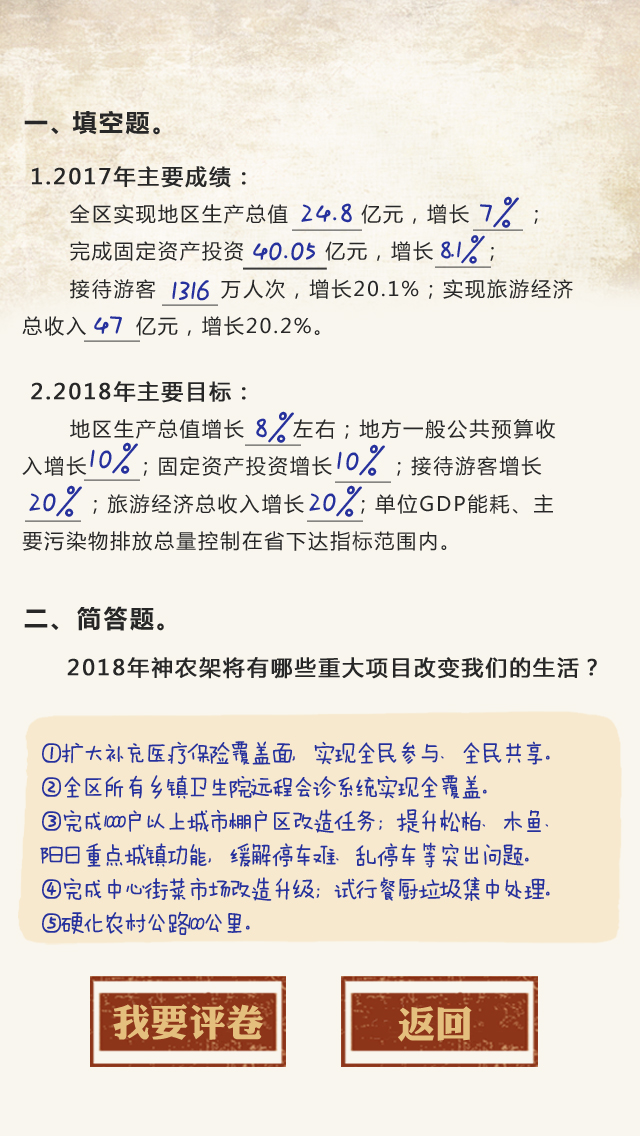 一、填空题。
1.2017年主要成绩：
全区实现地区生产总值 24.8 亿元，增长 7% ；
完成固定资产投资 40.05 亿元，增长 8.1% ；
接待游客 1316 万人次，增长20.1%；实现旅游经济
总收入 47 亿元，增长20.2%。
2.2018年主要目标：
地区生产总值增长 8% 左右；地方一般公共预算收
入增长 10% ；固定资产投资增长 10% ；接待游客增长
20% ；旅游经济总收入增长 20% ；单位GDP能耗、主
要污染物排放总量控制在省下达指标范围内。
二、简答题。
2018年神农架将有哪些重大项目改变我们的生活？
①扩大补充医疗保险覆盖面，实现全民参与、全民共享。
②全区所有乡镇卫生院远程会诊系统实现全覆盖。
③完成1000户以上城市棚户区改造任务；提升松柏、木鱼、
阳日重点城镇功能，缓解停车难、乱停车等突出问题。
④完成中心街菜市场改造升级；试行餐厨垃圾集中处理。
⑤硬化农村公路100公里。
我要评卷
返回